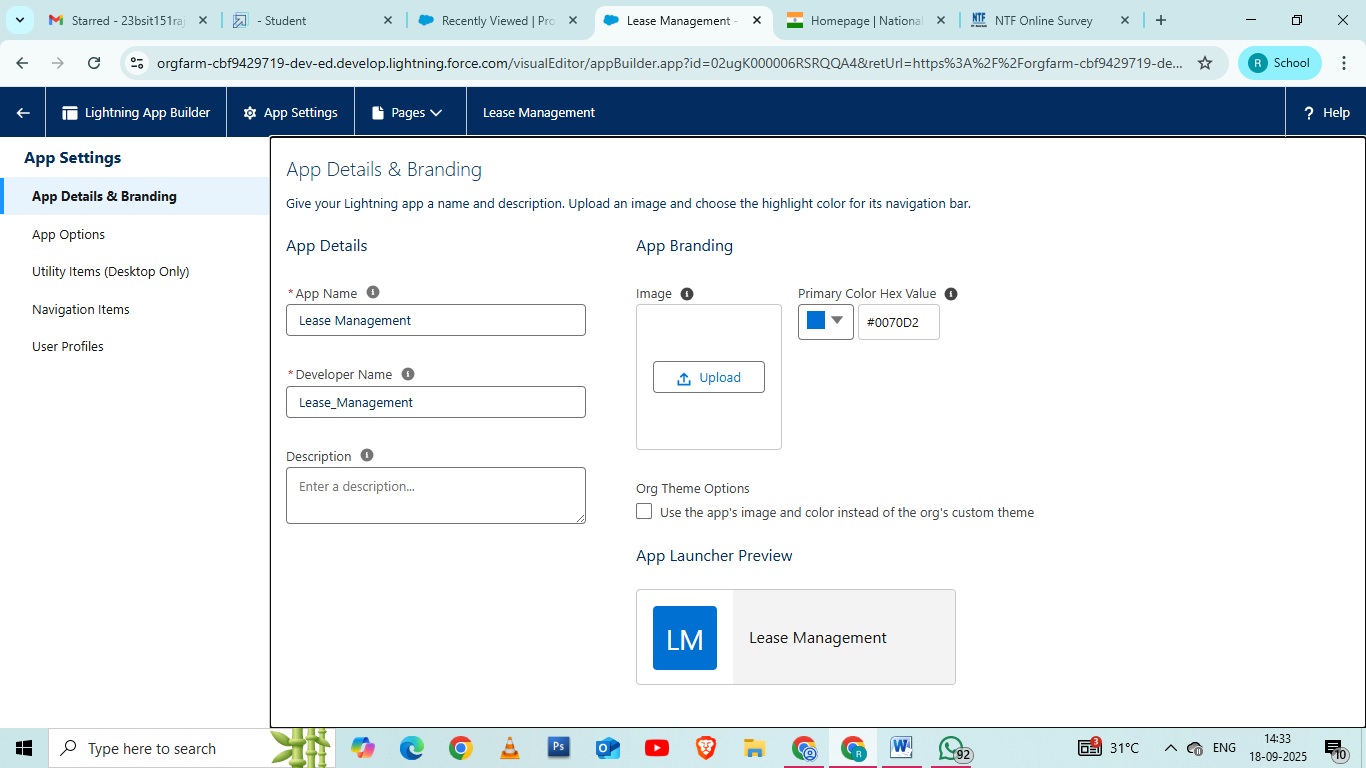 Starred - 23bsit151raj
- Student
Recently Viewed | Pro
Lease Management -
Homepage | National
NTF Online Survey
orgfarm-cbf9429719-dev-ed.develop.lightning.force.com/visualEditor/appBuilder.app?id=02ugK000006RSRQQA4&retUrl=https%3A%2F%2Forgfarm-cbf9429719-de...
R School
Lightning App Builder
App Settings
Pages
Lease Management
? Help
App Settings
App Details & Branding
App Options
Utility Items (Desktop Only)
Navigation Items
User Profiles
App Details & Branding
Give your Lightning app a name and description. Upload an image and choose the highlight color for its navigation bar.
App Details
*App Name
Lease Management
*Developer Name
Lease_Management
Description
Enter a description...
App Branding
Image
Upload
Primary Color Hex Value
#0070D2
Org Theme Options
Use the app's image and color instead of the org's custom theme
App Launcher Preview
LM
Lease Management
Type here to search
Ps
R
W
92
3
31°C
ENG
14:33
18-09-2025
10